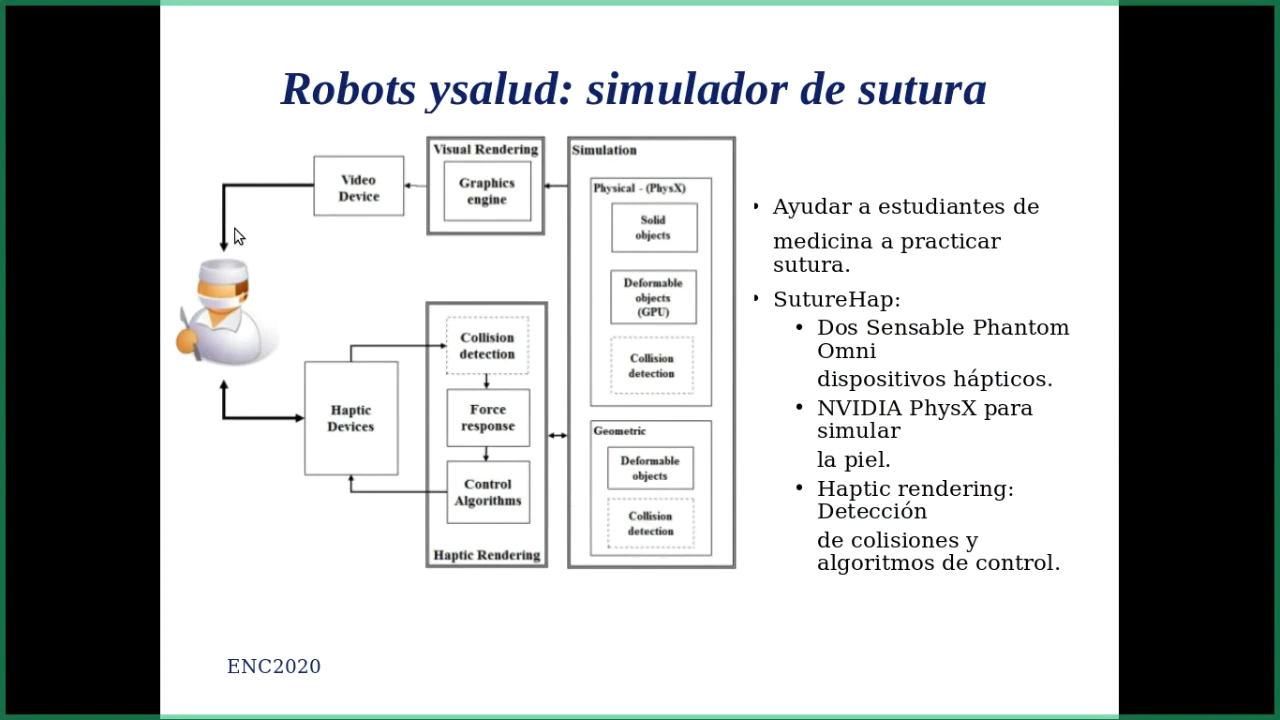 Robots ysalud: simulador de sutura
Visual Rendering
Graphics
engine
Video
Device
Simulation
Physical - (PhysX)
Solid
objects
Deformable
objects
(GPU)
Collision
detection
Geometric
Deformable
objects
Collision
detection
Collision
detection
Force
response
Control
Algorithms
Haptic Rendering
Haptic
Devices
• Ayudar a estudiantes de
medicina a practicar
sutura.
• SutureHap:
• Dos Sensable Phantom
Omni
dispositivos hápticos.
• NVIDIA PhysX para
simular
la piel.
• Haptic rendering:
Detección
de colisiones y
algoritmos de control.
ENC2020